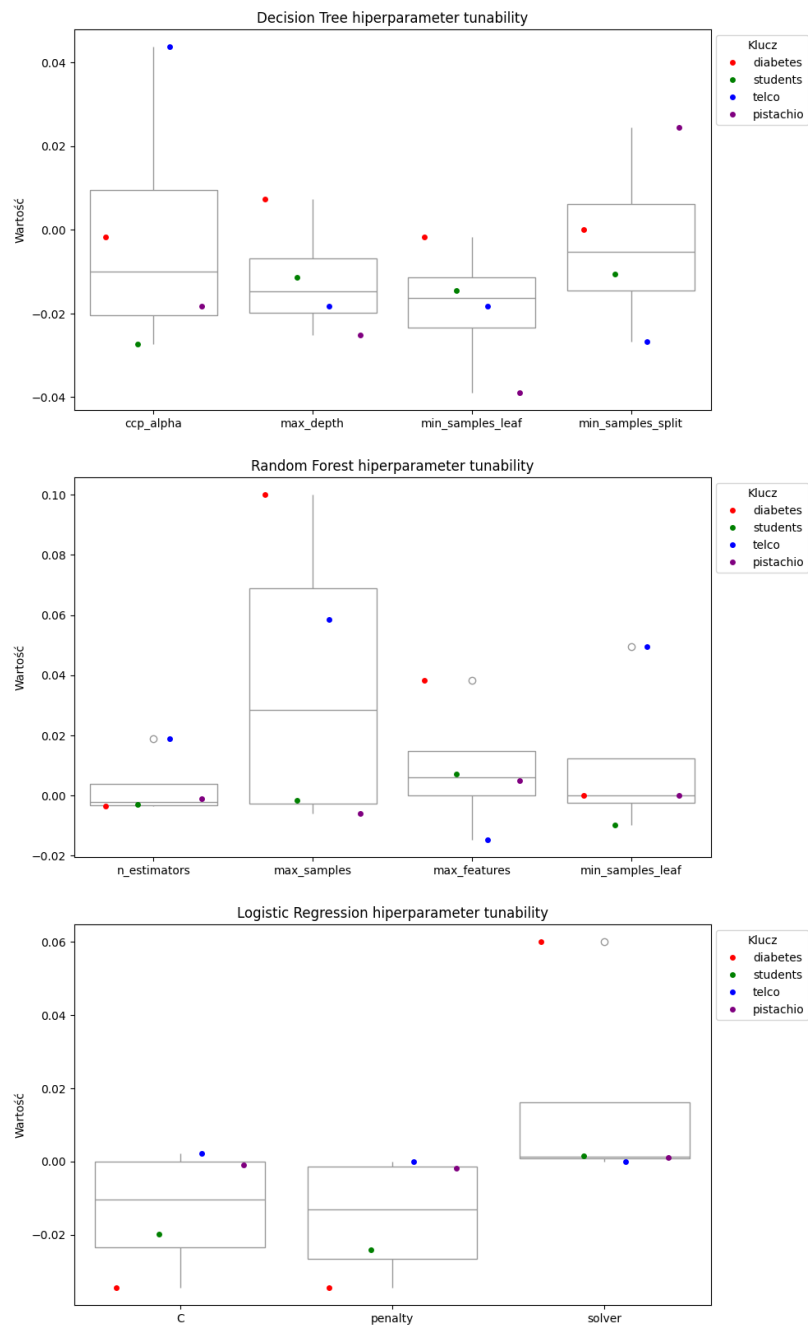 Decision Tree hiperparameter tunability
Klucz
diabetes
students
telco
pistachio
Wartość
0.04
0.02
0.00
−0.02
−0.04
ccp_alpha
max_depth
min_samples_leaf
min_samples_split
Random Forest hiperparameter tunability
Klucz
diabetes
students
telco
pistachio
Wartość
0.10
0.08
0.06
0.04
0.02
0.00
−0.02
n_estimators
max_samples
max_features
min_samples_leaf
Logistic Regression hiperparameter tunability
Klucz
diabetes
students
telco
pistachio
Wartość
0.06
0.04
0.02
0.00
−0.02
C
penalty
solver